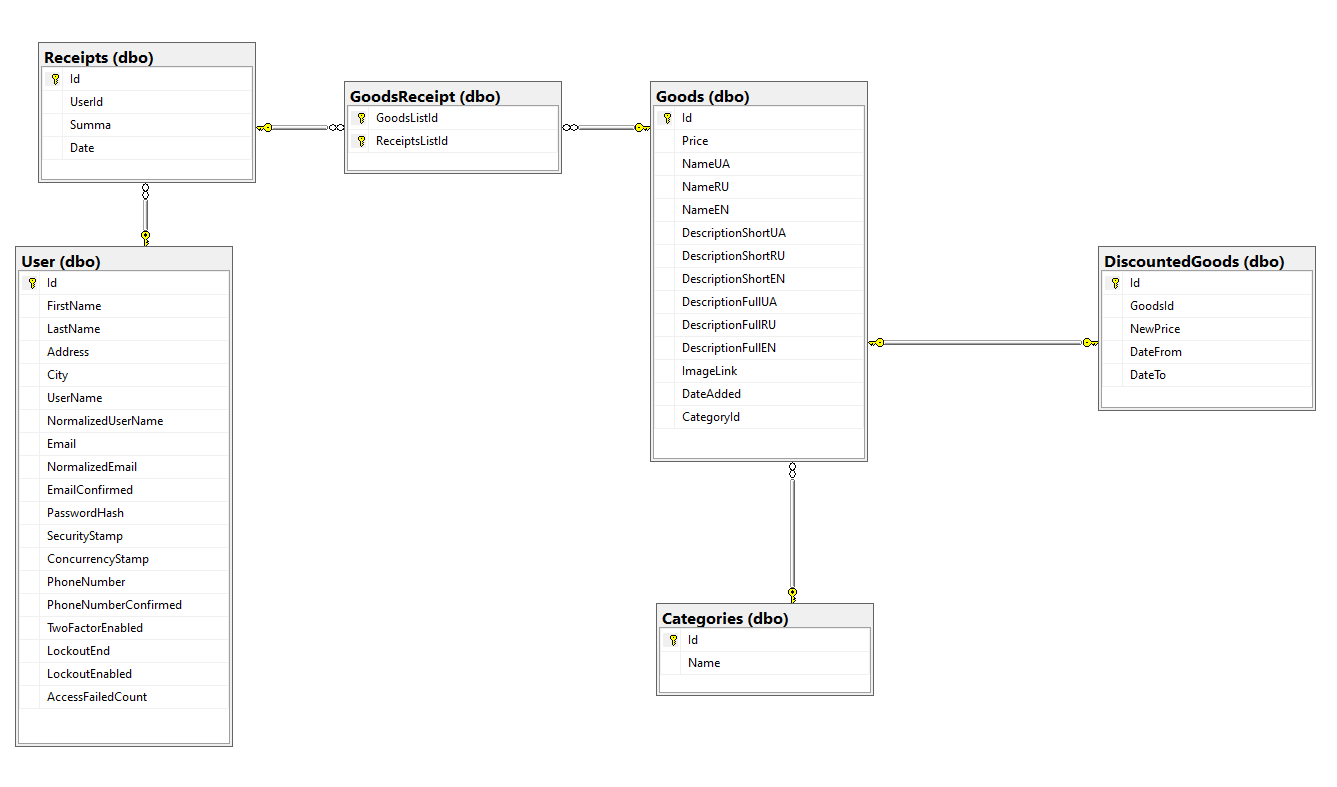 Receipts (dbo)
Id
UserId
Summa
Date
GoodsReceipt (dbo)
GoodsListId
ReceiptsListId
Goods (dbo)
Id
Price
NameUA
NameRU
NameEN
DescriptionShortUA
DescriptionShortRU
DescriptionShortEN
DescriptionFullUA
DescriptionFullRU
DescriptionFullEN
ImageLink
DateAdded
CategoryId
User (dbo)
Id
FirstName
LastName
Address
City
UserName
NormalizedUserName
Email
NormalizedEmail
EmailConfirmed
PasswordHash
SecurityStamp
ConcurrencyStamp
PhoneNumber
PhoneNumberConfirmed
TwoFactorEnabled
LockoutEnd
LockoutEnabled
AccessFailedCount
DiscountedGoods (dbo)
Id
GoodsId
NewPrice
DateFrom
DateTo
Categories (dbo)
Id
Name